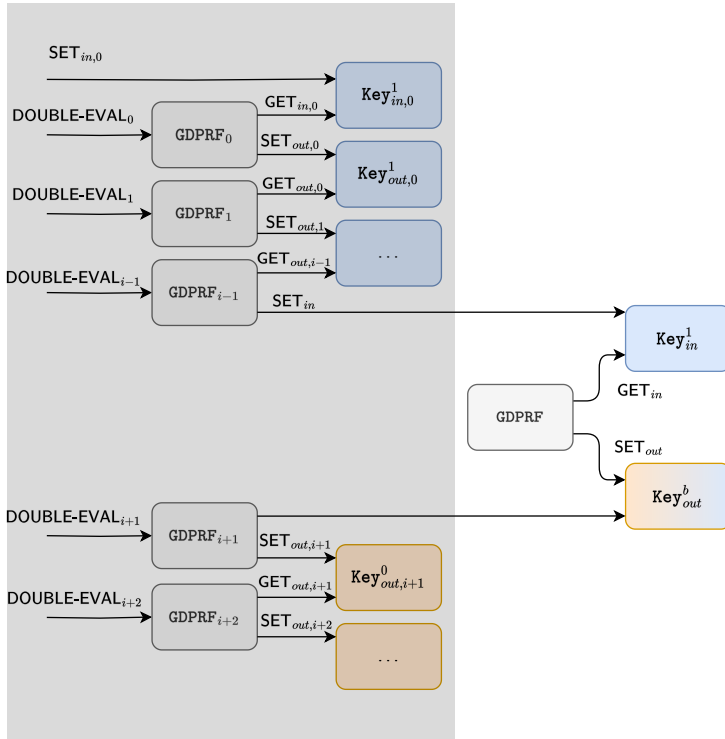 SET_{in,0}
Key^1_{in,0}
GET_{in,0}
DOUBLE-EVAL_0
GDPRF_0
SET_{out,0}
Key^1_{out,0}
GET_{out,0}
DOUBLE-EVAL_1
GDPRF_1
SET_{out,1}
...
GET_{out,i−1}
DOUBLE-EVAL_{i−1}
GDPRF_{i−1}
SET_{in}
Key^1_{in}
GET_{in}
GDPRF
SET_{out}
Key^b_{out}
DOUBLE-EVAL_{i+1}
GDPRF_{i+1}
SET_{out,i+1}
Key^0_{out,i+1}
GET_{out,i+1}
DOUBLE-EVAL_{i+2}
GDPRF_{i+2}
SET_{out,i+2}
...